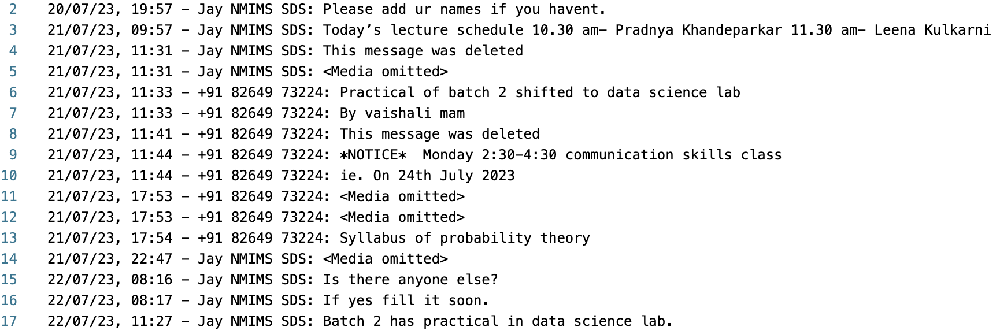 2 20/07/23, 19:57 - Jay NMIMS SDS: Please add ur names if you havent.
3 21/07/23, 09:57 - Jay NMIMS SDS: Today’s lecture schedule 10.30 am- Pradnya Khandeparkar 11.30 am- Leena Kulkarni
4 21/07/23, 11:31 - Jay NMIMS SDS: This message was deleted
5 21/07/23, 11:31 - Jay NMIMS SDS: <Media omitted>
6 21/07/23, 11:33 - +91 82649 73224: Practical of batch 2 shifted to data science lab
7 21/07/23, 11:33 - +91 82649 73224: By vaishali mam
8 21/07/23, 11:41 - +91 82649 73224: This message was deleted
9 21/07/23, 11:44 - +91 82649 73224: *NOTICE*  Monday 2:30-4:30 communication skills class
10 21/07/23, 11:44 - +91 82649 73224: ie. On 24th July 2023
11 21/07/23, 17:53 - +91 82649 73224: <Media omitted>
12 21/07/23, 17:53 - +91 82649 73224: <Media omitted>
13 21/07/23, 17:54 - +91 82649 73224: Syllabus of probability theory
14 21/07/23, 22:47 - Jay NMIMS SDS: <Media omitted>
15 22/07/23, 08:16 - Jay NMIMS SDS: Is there anyone else?
16 22/07/23, 08:17 - Jay NMIMS SDS: If yes fill it soon.
17 22/07/23, 11:27 - Jay NMIMS SDS: Batch 2 has practical in data science lab.